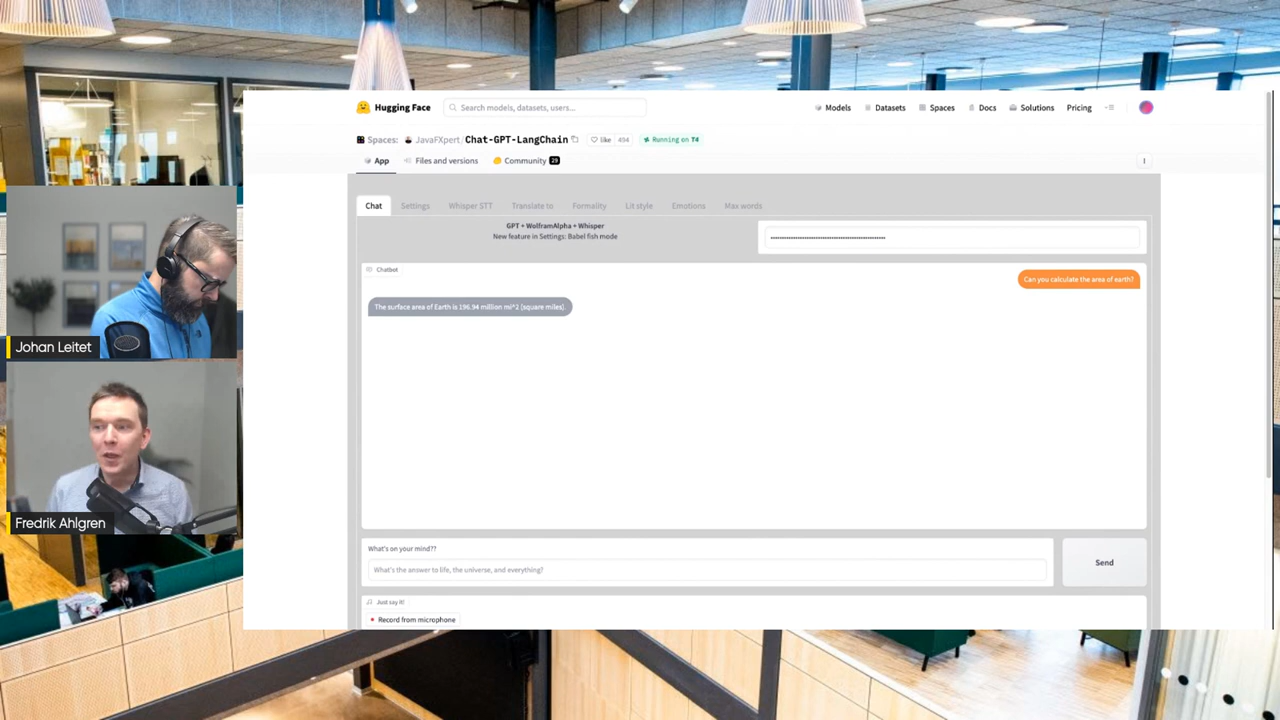 Hugging Face
Search models, datasets, users...
Models
Datasets
Spaces
Docs
Solutions
Pricing
Spaces: JavaFXpert/Chat-GPT-LangChain
like 494
Running on T4
App
Files and versions
Community 29
Chat
Settings
Whisper STT
Translate to
Formality
Lit style
Emotions
Max words
GPT + WolframAlpha + Whisper
New feature in Settings: Babel fish mode
Chatbot
Can you calculate the area of earth?
The surface area of Earth is 196.94 million mi^2 (square miles).
What's on your mind??
What's the answer to life, the universe, and everything?
Send
Just say it!
Record from microphone
Johan Leitet
Fredrik Ahlgren